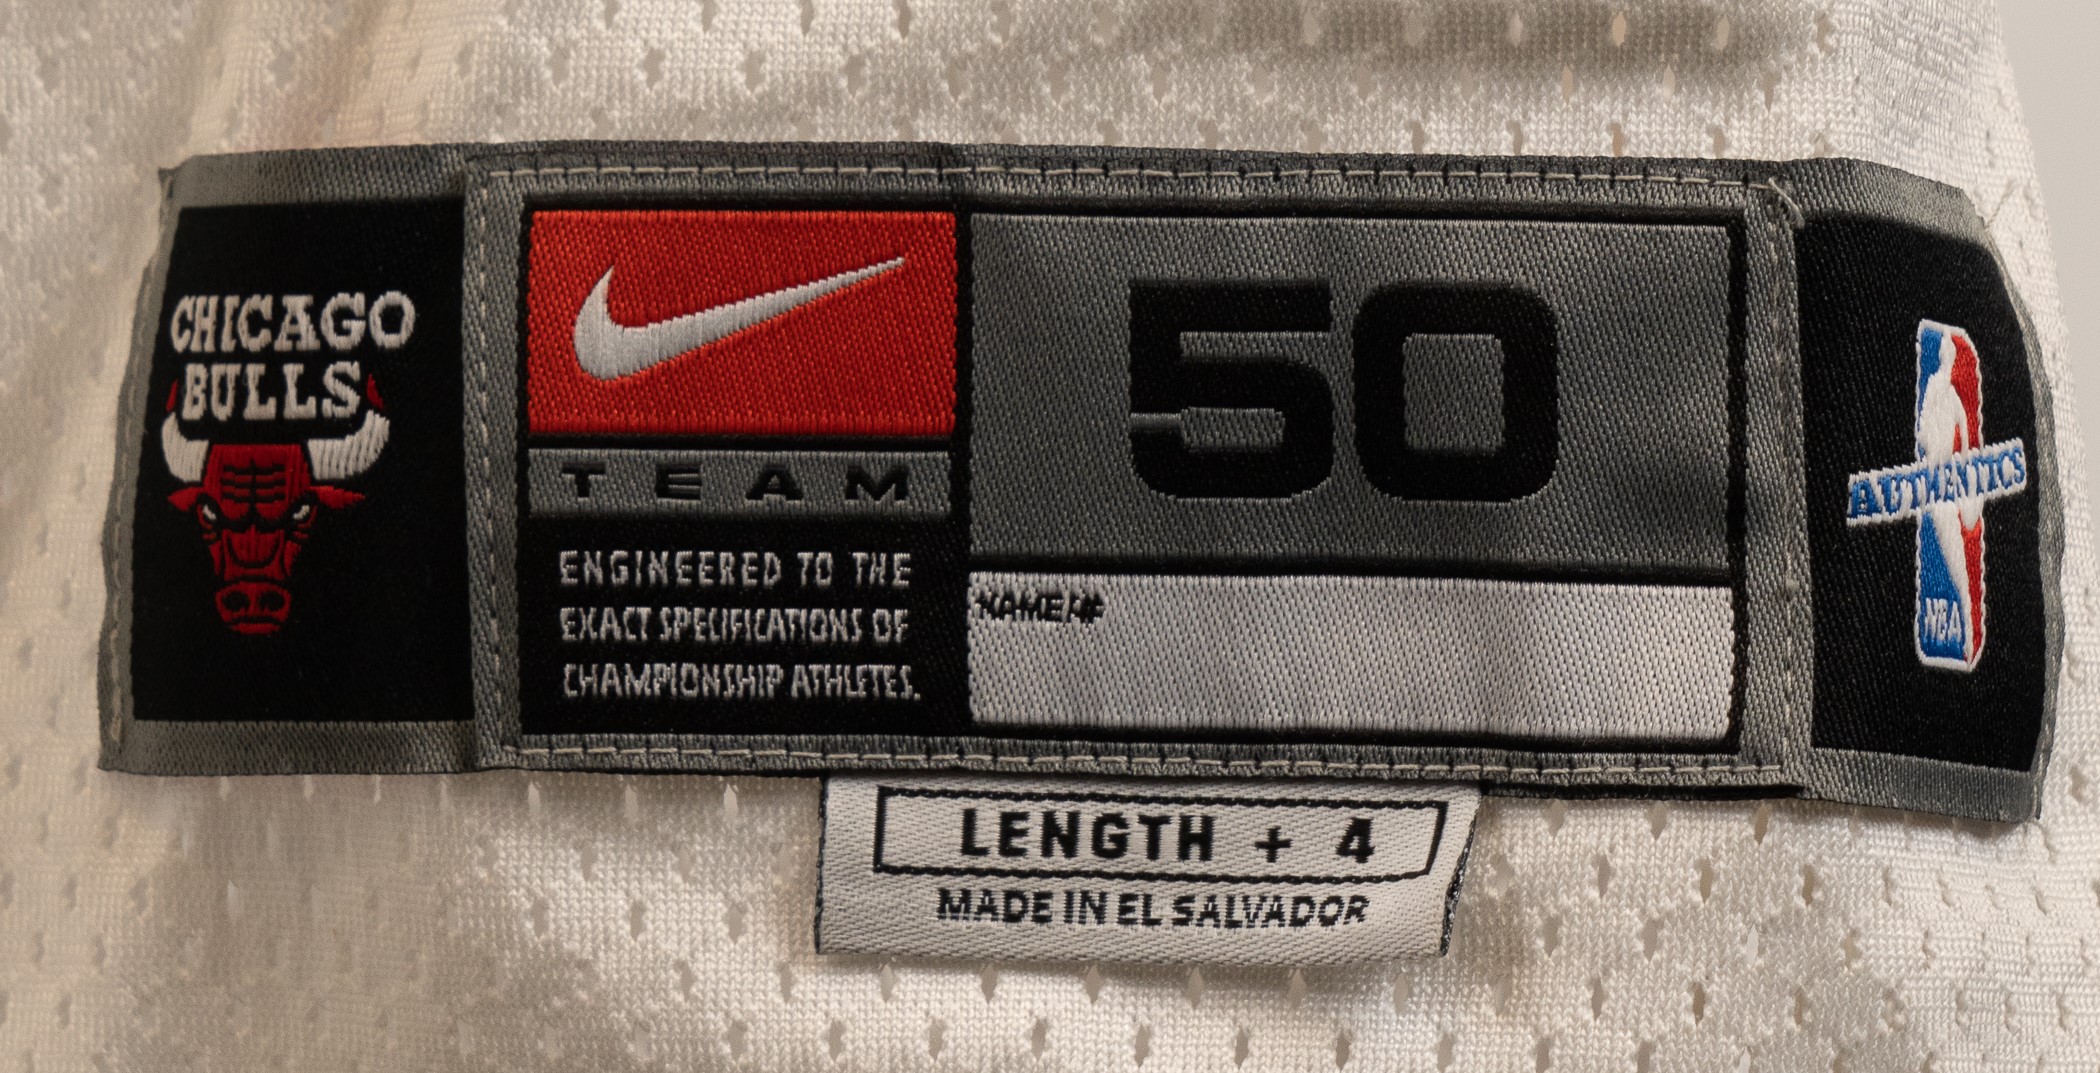 CHICAGO
BULLS
TEAM
ENGINEERED TO THE
EXACT SPECIFICATIONS OF
CHAMPIONSHIP ATHLETES.
50
NAME/#
AUTHENTICS
NBA
LENGTH + 4
MADE IN EL SALVADOR